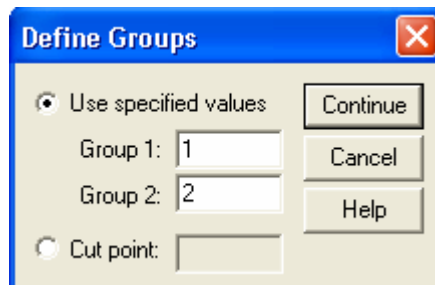 Define Groups
Use specified values
Continue
Group 1: 1
Cancel
Group 2: 2
Help
Cut point: